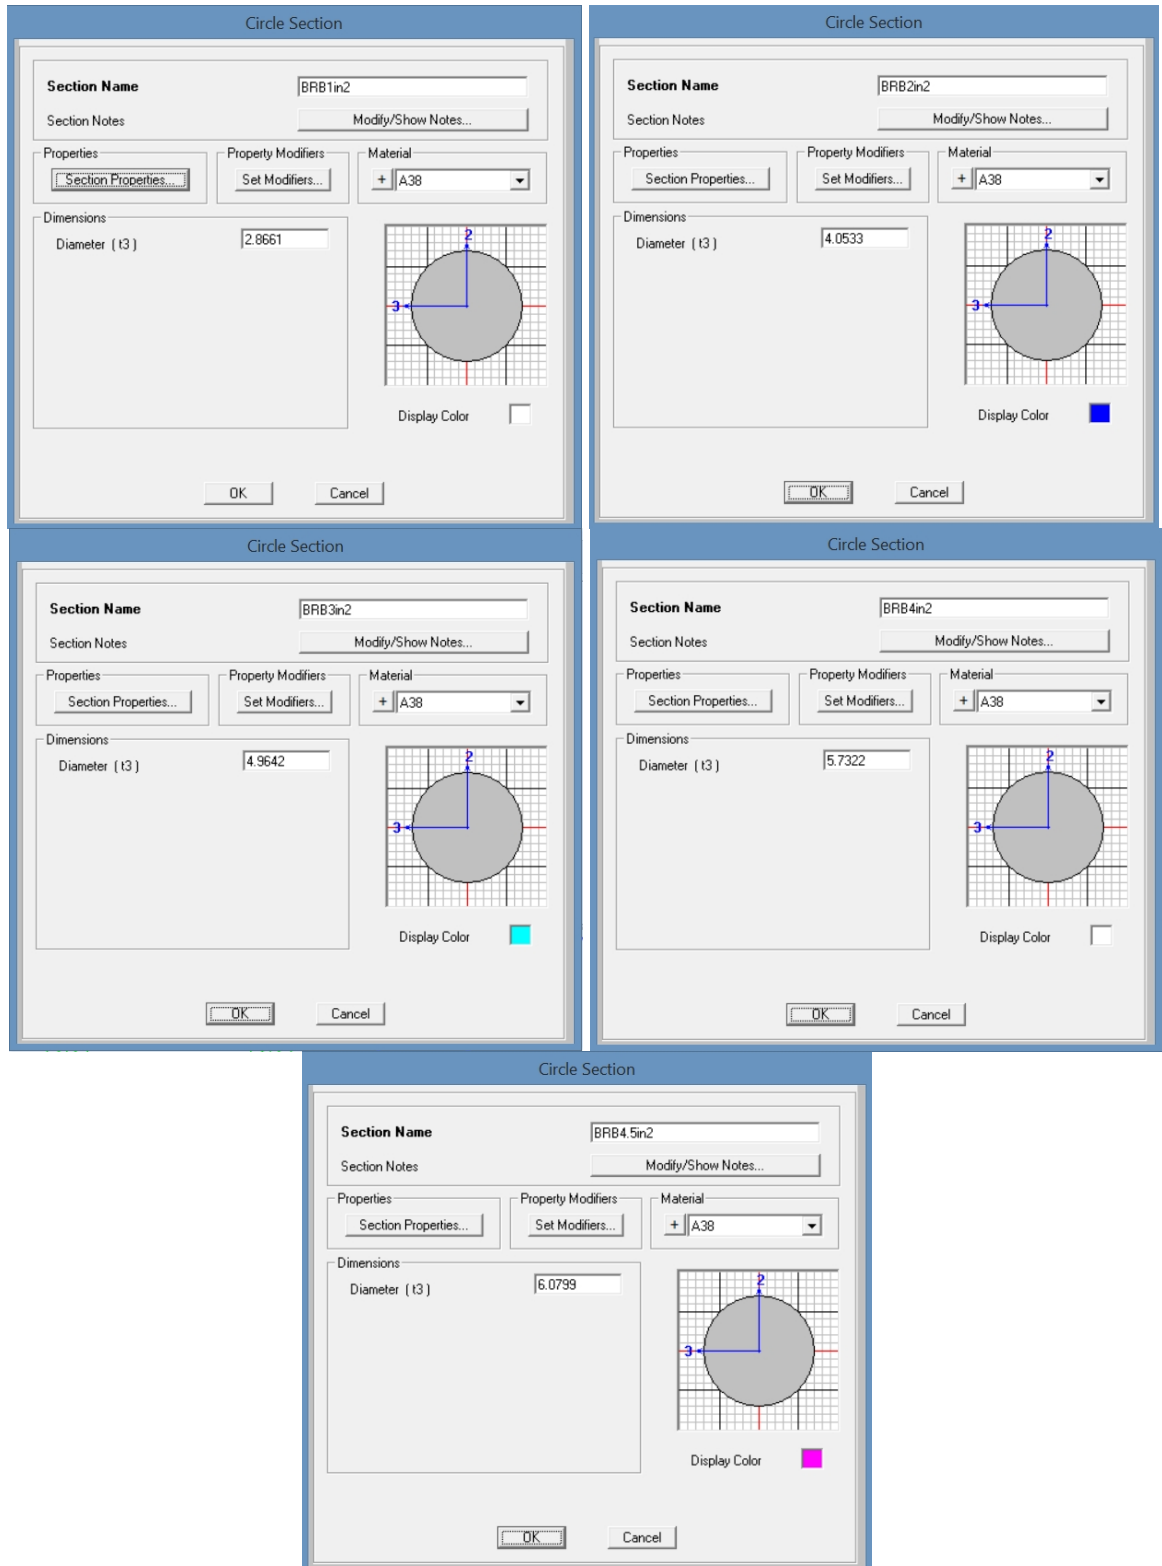 Circle Section
Section Name BRB1in2
Section Notes Modify/Show Notes...
Properties Property Modifiers Material
Section Properties... Set Modifiers... + A38
Dimensions
Diameter ( t3 ) 2.8661
2
3
Display Color
OK Cancel
Circle Section
Section Name BRB2in2
Section Notes Modify/Show Notes...
Properties Property Modifiers Material
Section Properties... Set Modifiers... + A38
Dimensions
Diameter ( t3 ) 4.0533
2
3
Display Color
OK Cancel
Circle Section
Section Name BRB3in2
Section Notes Modify/Show Notes...
Properties Property Modifiers Material
Section Properties... Set Modifiers... + A38
Dimensions
Diameter ( t3 ) 4.9642
2
3
Display Color
OK Cancel
Circle Section
Section Name BRB4in2
Section Notes Modify/Show Notes...
Properties Property Modifiers Material
Section Properties... Set Modifiers... + A38
Dimensions
Diameter ( t3 ) 5.7322
2
3
Display Color
OK Cancel
Circle Section
Section Name BRB4.5in2
Section Notes Modify/Show Notes...
Properties Property Modifiers Material
Section Properties... Set Modifiers... + A38
Dimensions
Diameter ( t3 ) 6.0799
2
3
Display Color
OK Cancel